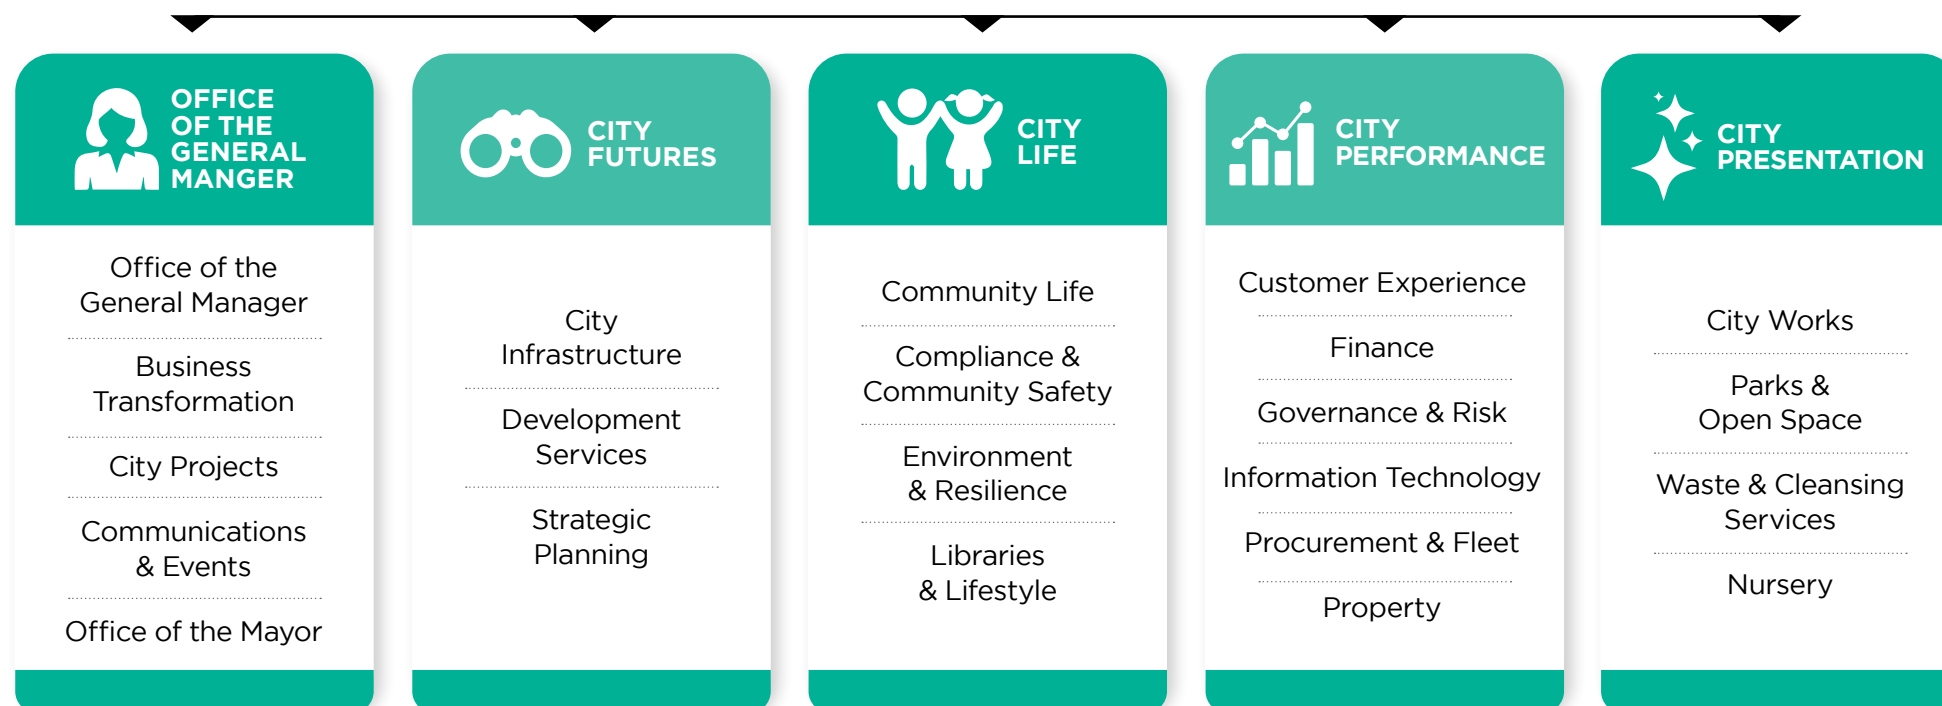 OFFICE
OF THE
GENERAL
MANGER
Office of the
General Manager
Business
Transformation
City Projects
Communications
& Events
Office of the Mayor
CITY
FUTURES
City
Infrastructure
Development
Services
Strategic
Planning
CITY
LIFE
Community Life
Compliance &
Community Safety
Environment
& Resilience
Libraries
& Lifestyle
CITY
PERFORMANCE
Customer Experience
Finance
Governance & Risk
Information Technology
Procurement & Fleet
Property
CITY
PRESENTATION
City Works
Parks &
Open Space
Waste & Cleansing
Services
Nursery